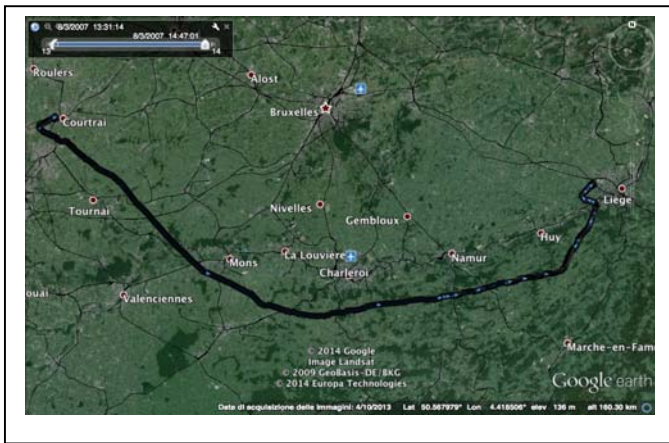 8/3/2007 13:31:14
8/3/2007 14:47:01
13
14
Roulers
Alost
Bruxelles
Courtrai
Liège
Tournai
Nivelles
Gembloux
Huy
La Louvière
Mons
Namur
Charleroi
ouai
Valenciennes
Marche-en-Fame
© 2014 Google
Image Landsat
© 2009 GeoBasis-DE/BKG
© 2014 Europa Technologies
Google earth
Data di acquisizione delle immagini: 4/10/2013 Lat 50.567979° Lon 4.418506° elev 136 m alt 160.30 km